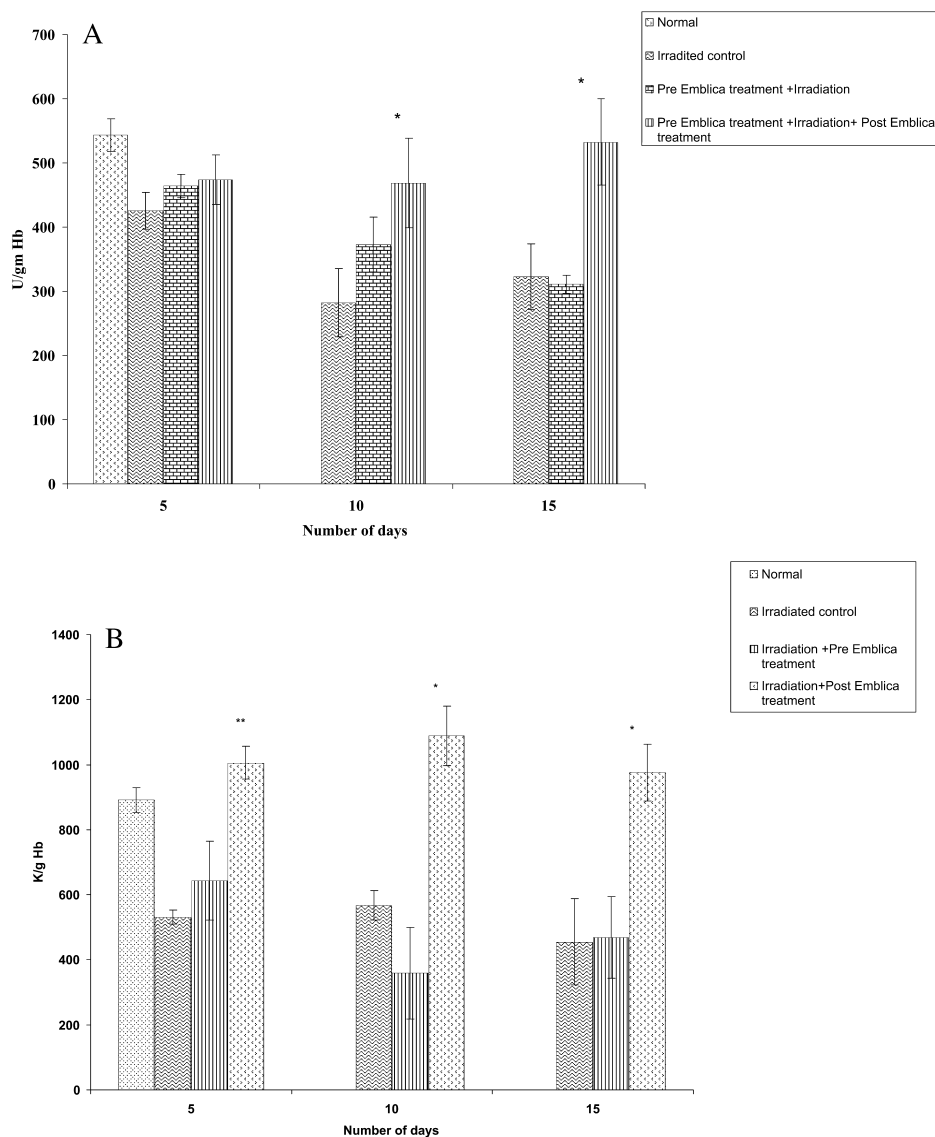 A
700
600
500
400
300
200
100
0
U/gm Hb
5
10
15
Number of days
*
*
Normal
Irradited control
Pre Emblica treatment +Irradiation
Pre Emblica treatment +Irradiation+ Post Emblica
treatment
B
1400
1200
1000
800
600
400
200
0
K/g Hb
5
10
15
Number of days
**
*
*
Normal
Irradiated control
Irradiation +Pre Emblica
treatment
Irradiation+Post Emblica
treatment